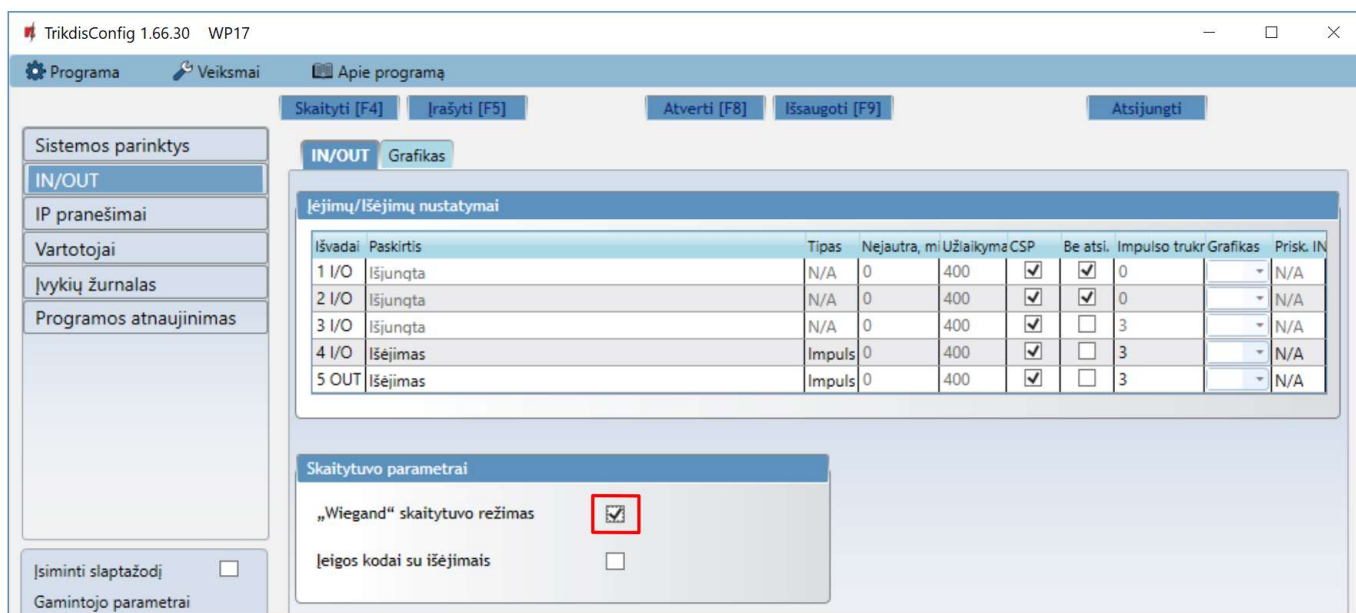 TrikdisConfig 1.66.30 WP17
Programa Veiksmai Apie programą
Skaityti [F4] Įrašyti [F5] Atverti [F8] Išsaugoti [F9] Atsijungti
Sistemos parinktys
IN/OUT
IP pranešimai
Vartotojai
Įvykių žurnalas
Programos atnaujinimas
IN/OUT Grafikas
Įėjimų/Išėjimų nustatymai
Išvadai Paskirtis Tipas Nejautra, mi Užlaikyma CSP Be atsi. Impulso trukr Grafikas Prisk. IN
1 I/O Išjungta N/A 0 400 0 N/A
2 I/O Išjungta N/A 0 400 0 N/A
3 I/O Išjungta N/A 0 400 3 N/A
4 I/O Išėjimas Impuls 0 400 3 N/A
5 OUT Išėjimas Impuls 0 400 3 N/A
Skaitytuvo parametrai
„Wiegand“ skaitytuvo režimas
Įeigos kodai su išėjimais
Įsiminti slaptažodį
Gamintojo parametrai